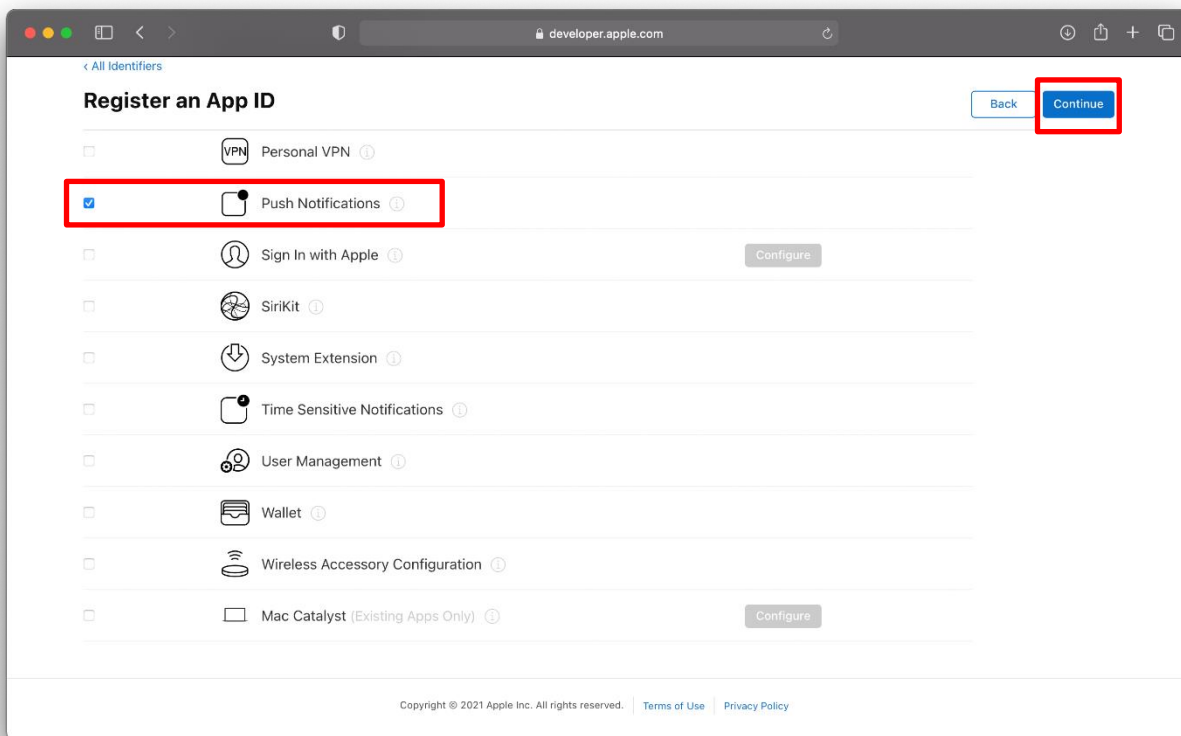 developer.apple.com
‹ All Identifiers
Register an App ID
Back
Continue
VPN
Personal VPN
Push Notifications
Sign In with Apple
Configure
SiriKit
System Extension
Time Sensitive Notifications
User Management
Wallet
Wireless Accessory Configuration
Mac Catalyst (Existing Apps Only)
Configure
Copyright © 2021 Apple Inc. All rights reserved. Terms of Use Privacy Policy